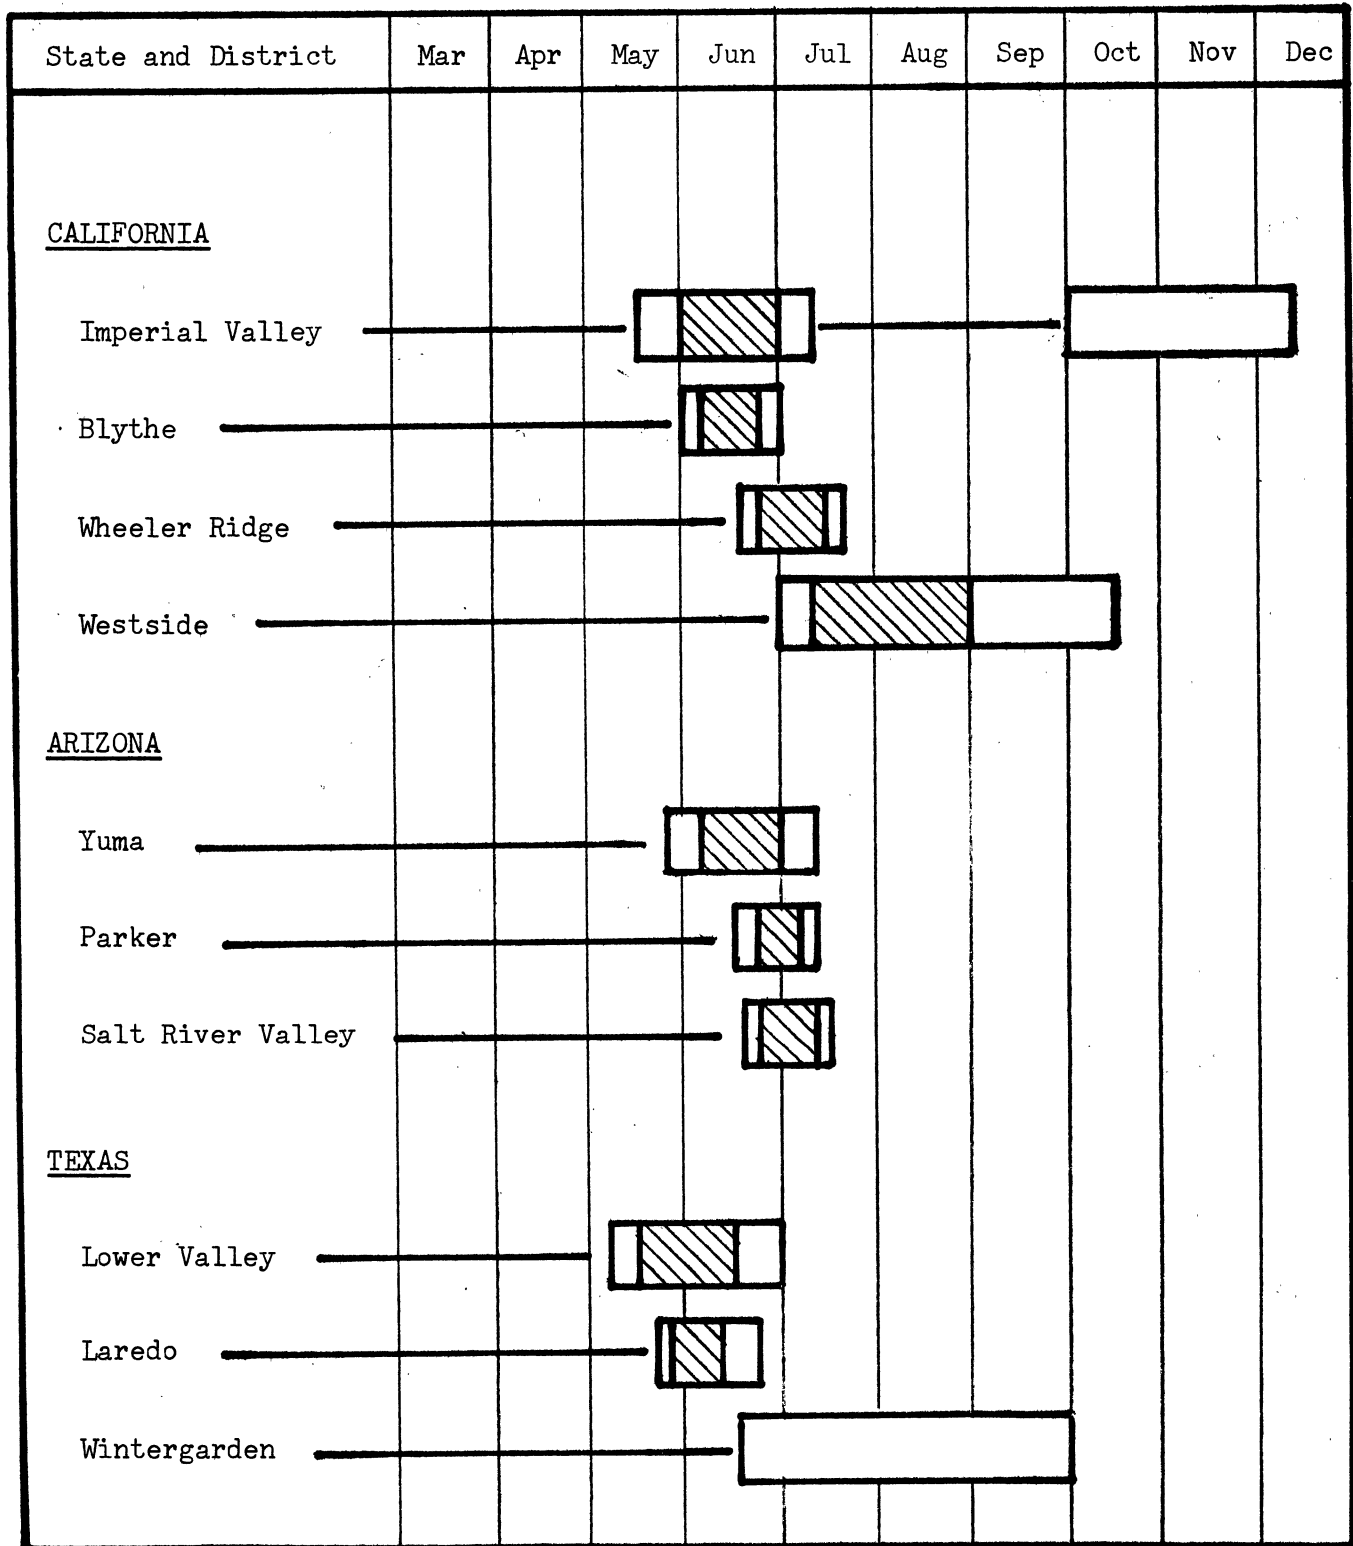 State and District Mar Apr May Jun Jul Aug Sep Oct Nov Dec
CALIFORNIA
Imperial Valley
Blythe
Wheeler Ridge
Westside
ARIZONA
Yuma
Parker
Salt River Valley
TEXAS
Lower Valley
Laredo
Wintergarden